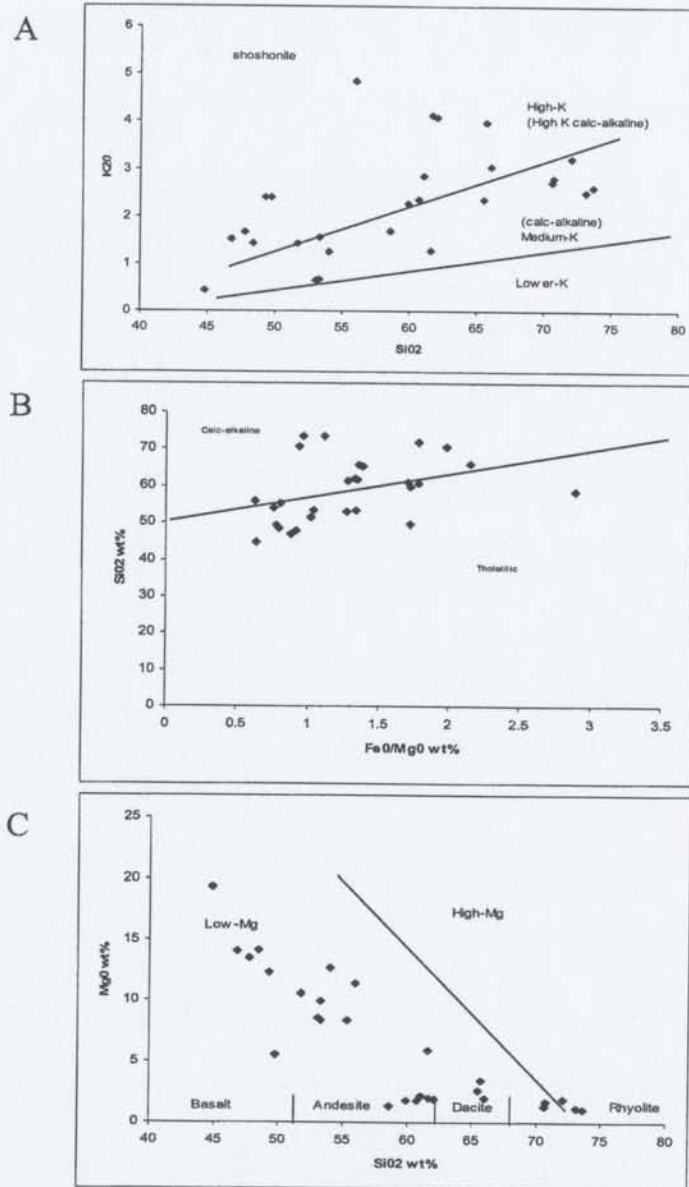 A
6
5
4
3
2
1
0
K20
shoshonite
High-K
(High K calc-alkaline)
(calc-alkaline)
Medium-K
Lower-K
40 45 50 55 60 65 70 75 80
Si02
B
80
70
60
50
40
30
20
10
0
Si02 wt%
Calc-alkaline
Tholeiitic
0 0.5 1 1.5 2 2.5 3 3.5
Fe0/Mg0 wt%
C
25
20
15
10
5
0
Mg0 wt%
Low-Mg
High-Mg
Basalt Andesite Dacite Rhyolite
40 45 50 55 60 65 70 75 80
Si02 wt%